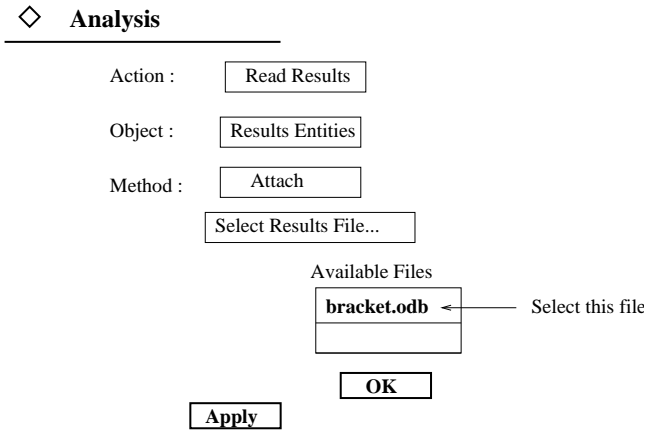 ◇ Analysis
Action : Read Results
Object : Results Entities
Method : Attach
Select Results File...
Available Files
bracket.odb Select this file
OK
Apply